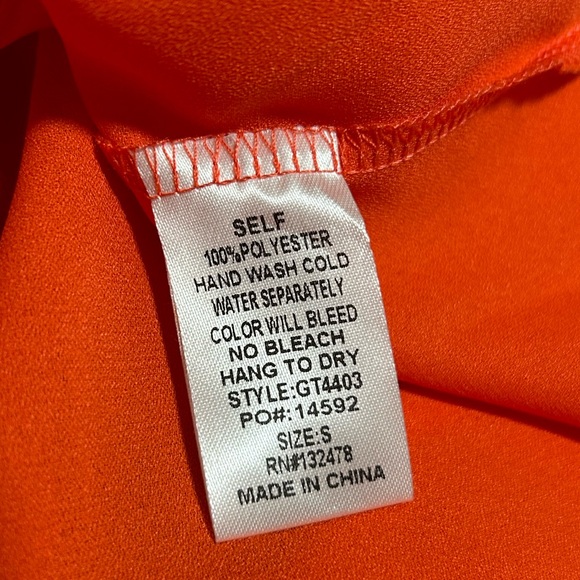 SELF
100%POLYESTER
HAND WASH COLD
WATER SEPARATELY
COLOR WILL BLEED
NO BLEACH
HANG TO DRY
STYLE:GT4403
PO#:14592
SIZE:S
RN#132478
MADE IN CHINA